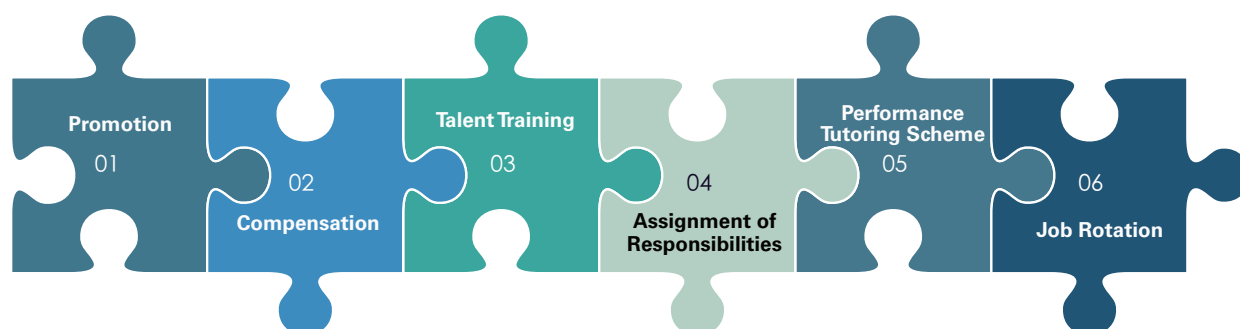 Promotion
01
02
Compensation
Talent Training
03
04
Assignment of
Responsibilities
Performance
Tutoring Scheme
05
06
Job Rotation